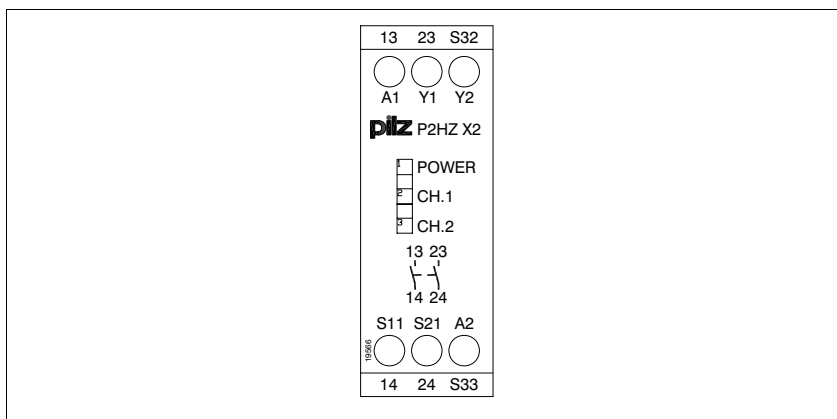 13 23 S32
A1 Y1 Y2
pilz P2HZ X2
1 POWER
2 CH.1
3 CH.2
13 23
14 24
S11 S21 A2
19566
14 24 S33